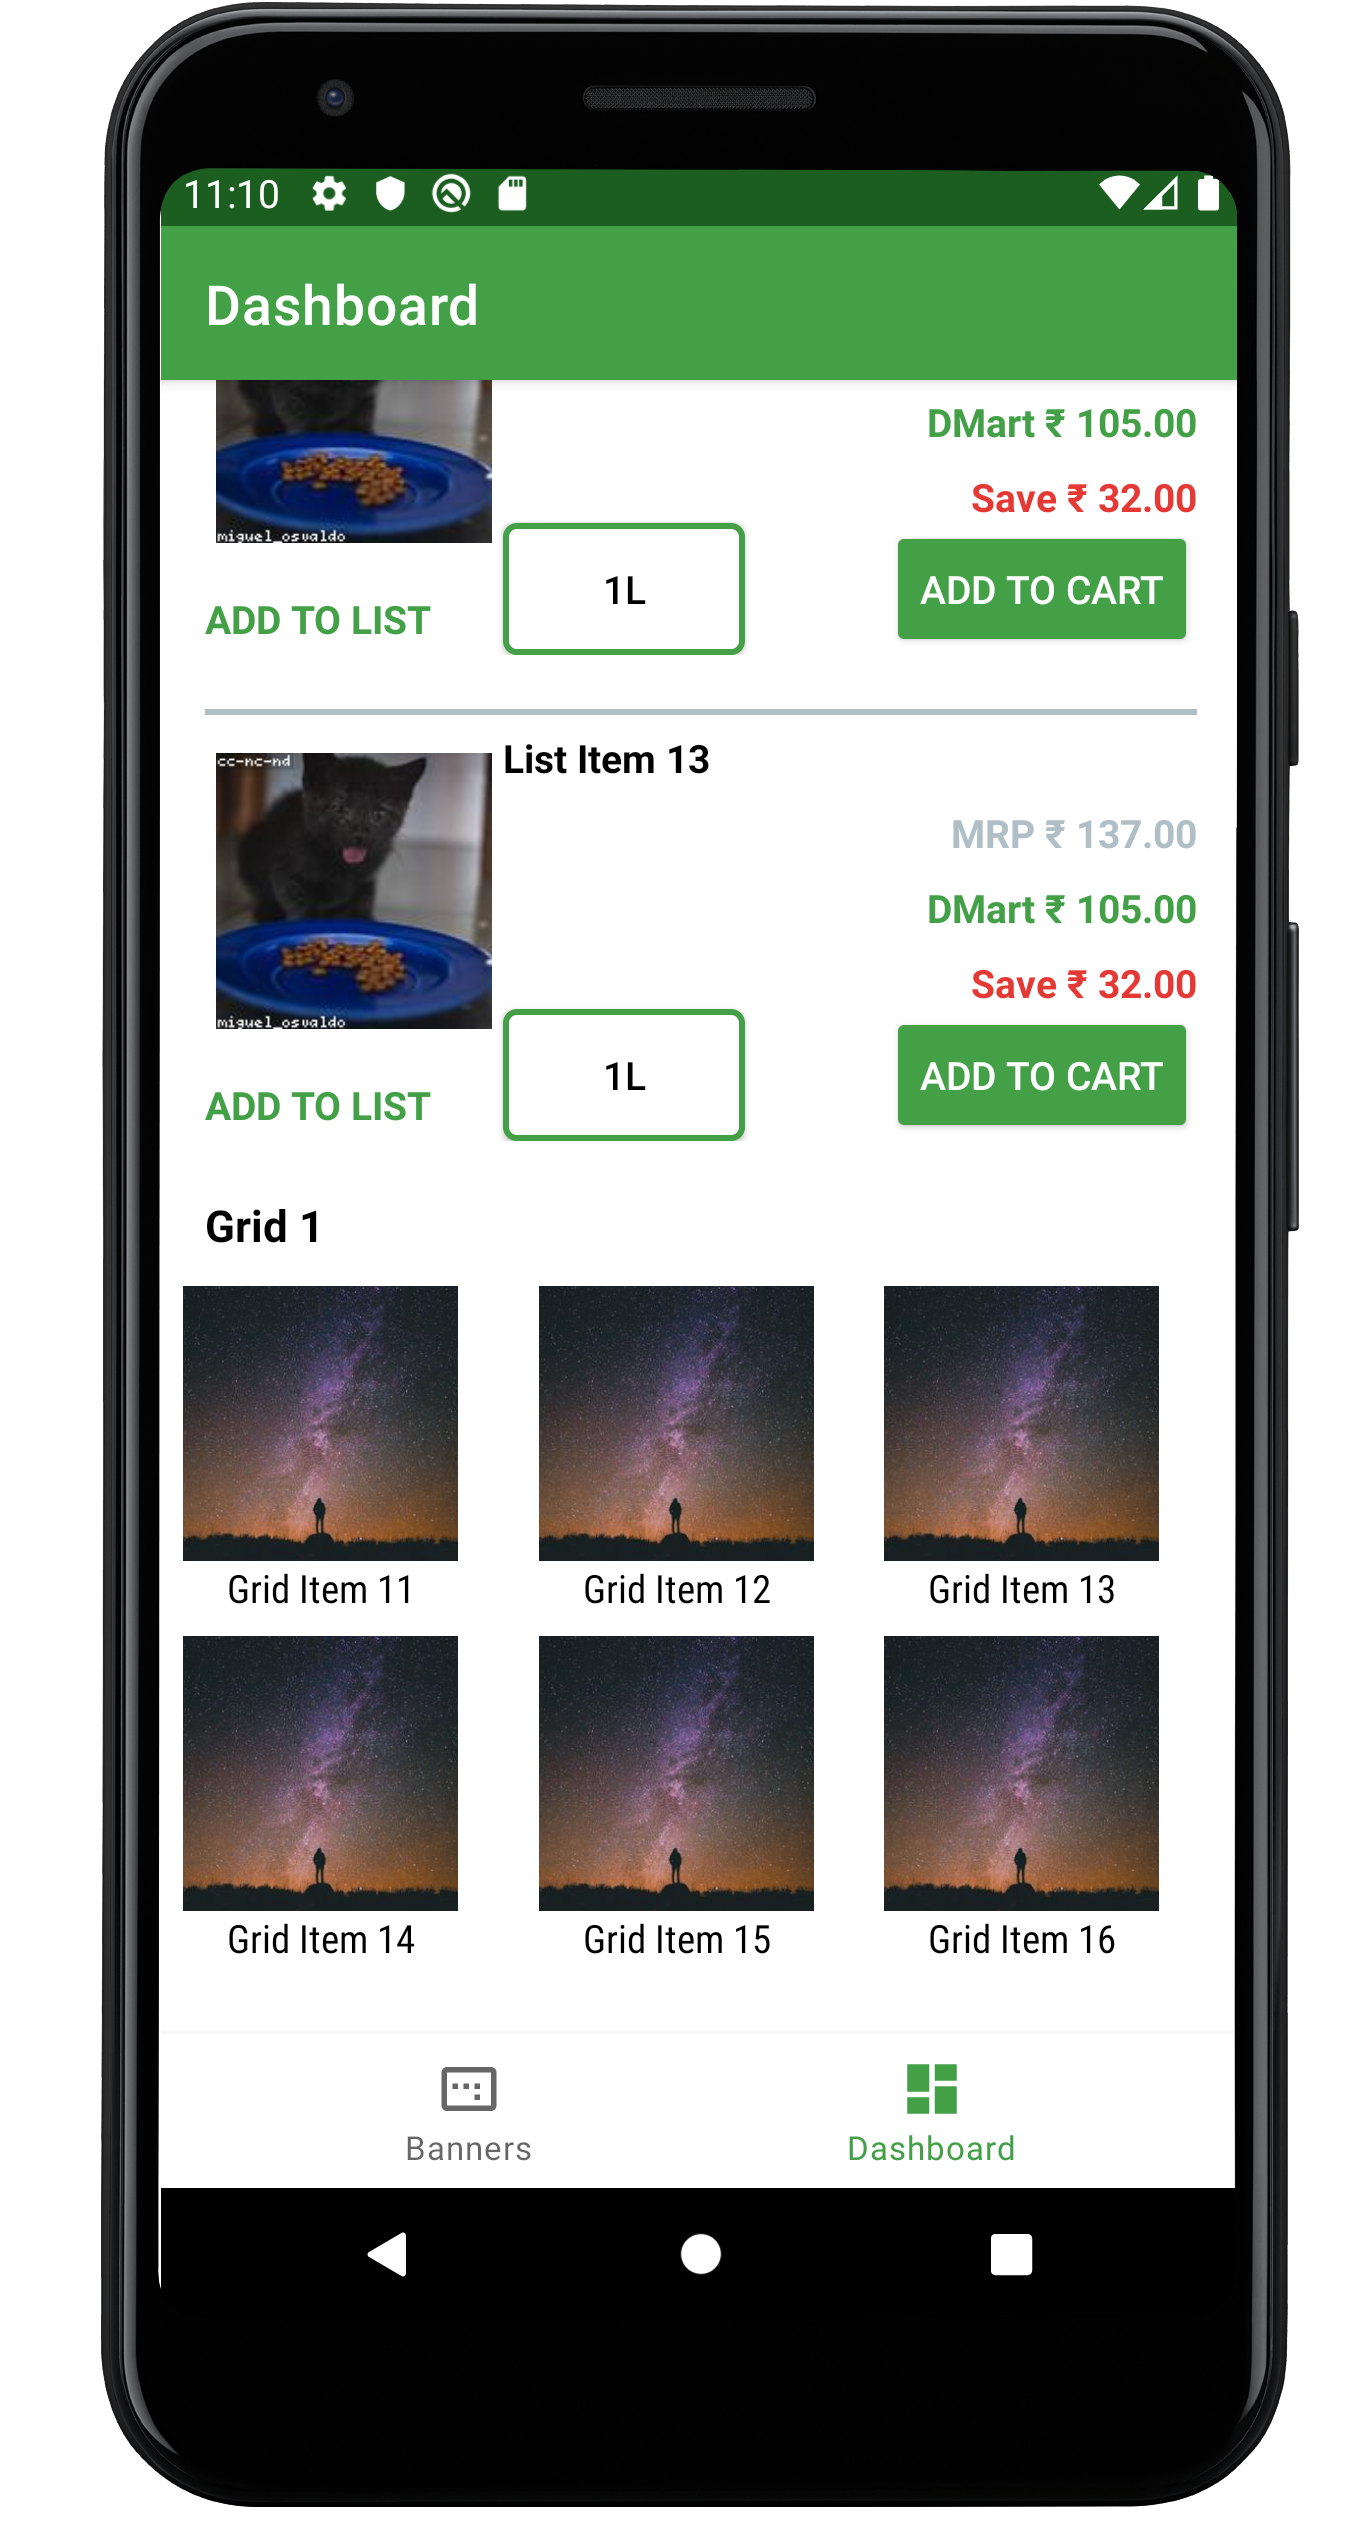 11:10
Dashboard
DMart ₹ 105.00
Save ₹ 32.00
miguel_osvaldo
ADD TO LIST
1L
ADD TO CART
cc-nc-nd
List Item 13
MRP ₹ 137.00
DMart ₹ 105.00
Save ₹ 32.00
miguel_osvaldo
ADD TO LIST
1L
ADD TO CART
Grid 1
Grid Item 11
Grid Item 12
Grid Item 13
Grid Item 14
Grid Item 15
Grid Item 16
Banners
Dashboard